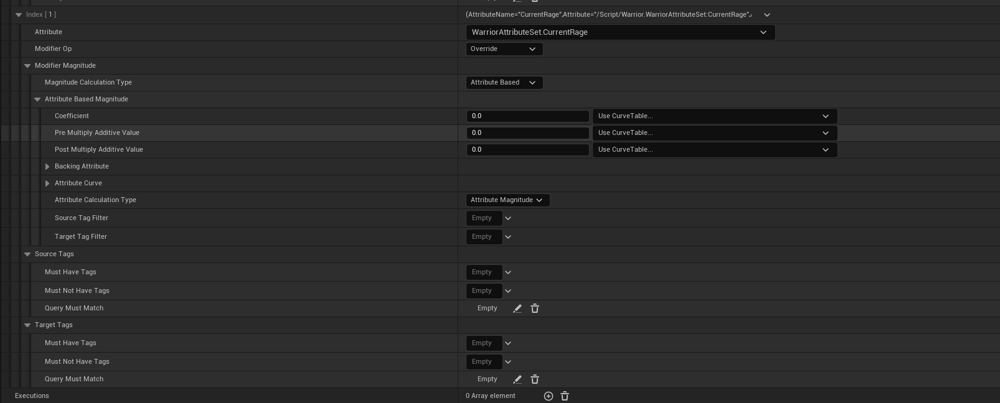 Index [ 1 ] (AttributeName="CurrentRage",Attribute="/Script/Warrior.WarriorAttributeSet:CurrentRage",
Attribute WarriorAttributeSet.CurrentRage
Modifier Op Override
Modifier Magnitude
Magnitude Calculation Type Attribute Based
Attribute Based Magnitude
Coefficient 0.0 Use CurveTable...
Pre Multiply Additive Value 0.0 Use CurveTable...
Post Multiply Additive Value 0.0 Use CurveTable...
Backing Attribute
Attribute Curve
Attribute Calculation Type Attribute Magnitude
Source Tag Filter Empty
Target Tag Filter Empty
Source Tags
Must Have Tags Empty
Must Not Have Tags Empty
Query Must Match Empty
Target Tags
Must Have Tags Empty
Must Not Have Tags Empty
Query Must Match Empty
Executions 0 Array element